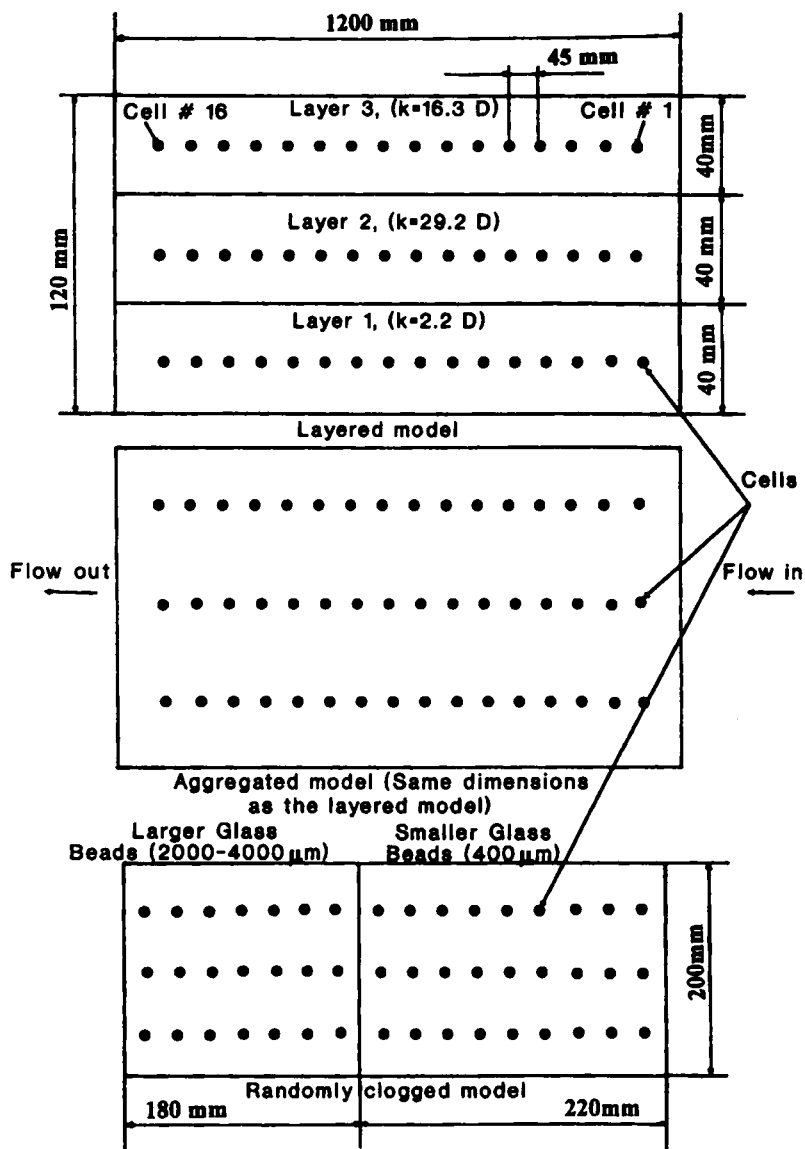 1200 mm
45 mm
Cell # 16
Layer 3, (k=16.3 D)
Cell # 1
40mm
120 mm
Layer 2, (k=29.2 D)
40 mm
Layer 1, (k=2.2 D)
40 mm
Layered model
Cells
Flow out
Flow in
Aggregated model (Same dimensions
as the layered model)
Larger Glass
Beads (2000-4000 µm)
Smaller Glass
Beads (400µm)
200mm
Randomly clogged model
180 mm
220mm